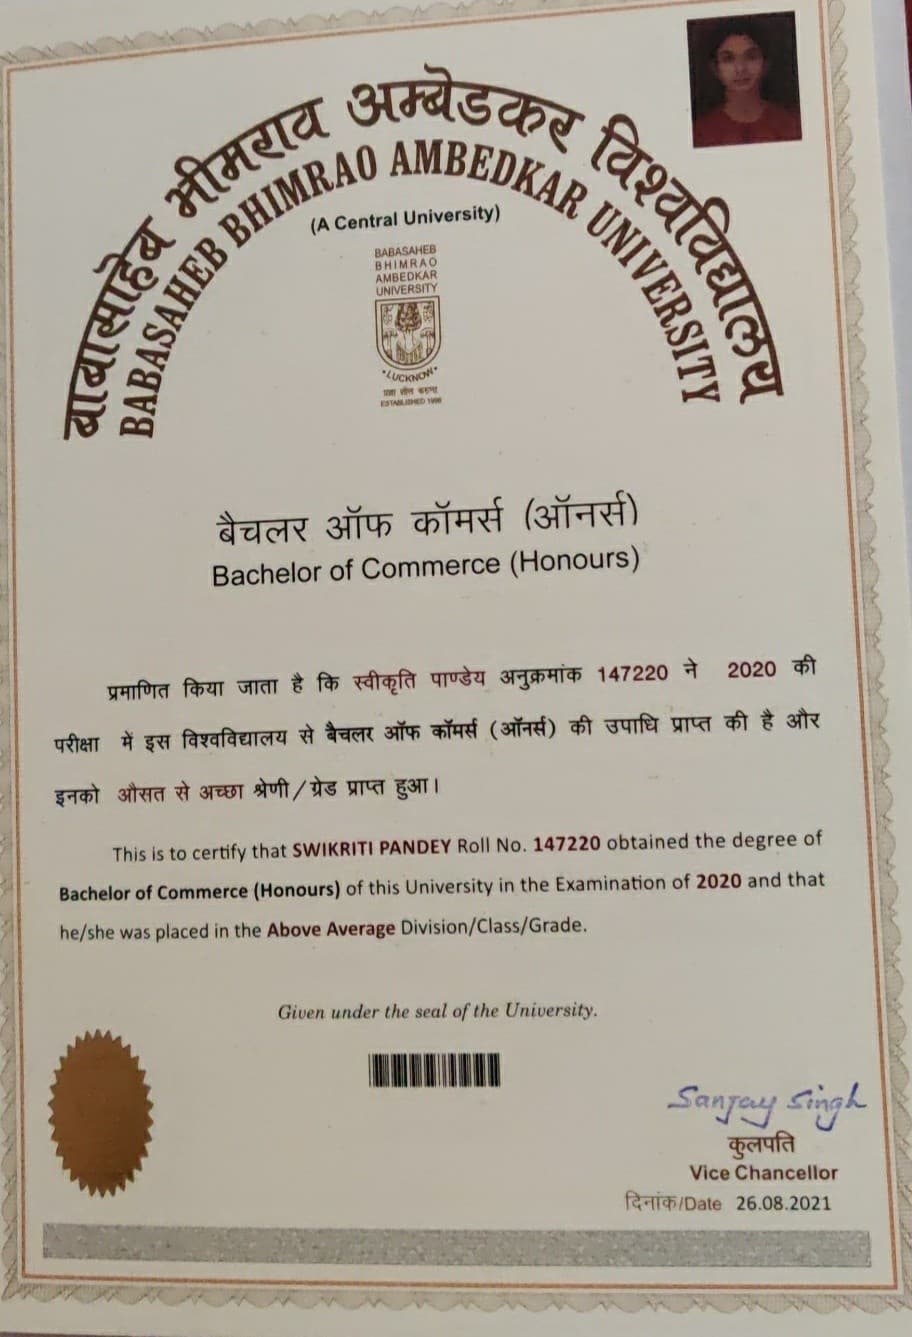 बाबासाहेब भीमराव अम्बेडकर विश्वविद्यालय
BABASAHEB BHIMRAO AMBEDKAR UNIVERSITY
(A Central University)
BABASAHEB
BHIMRAO
AMBEDKAR
UNIVERSITY
LUCKNOW
प्रज्ञा शील करुणा
ESTABLISHED 1996
बैचलर ऑफ कॉमर्स (ऑनर्स)
Bachelor of Commerce (Honours)
प्रमाणित किया जाता है कि स्वीकृति पाण्डेय अनुक्रमांक 147220 ने 2020 की
परीक्षा में इस विश्वविद्यालय से बैचलर ऑफ कॉमर्स (ऑनर्स) की उपाधि प्राप्त की है और
इनको औसत से अच्छा श्रेणी/ग्रेड प्राप्त हुआ।
This is to certify that SWIKRITI PANDEY Roll No. 147220 obtained the degree of
Bachelor of Commerce (Honours) of this University in the Examination of 2020 and that
he/she was placed in the Above Average Division/Class/Grade.
Given under the seal of the University.
Sanjay Singh
कुलपति
Vice Chancellor
दिनांक/Date 26.08.2021